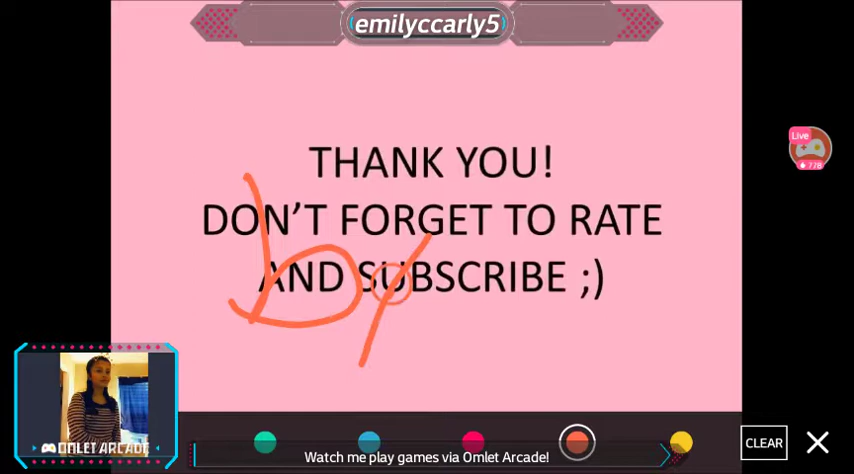 emilyccarly5
Live
778
THANK YOU!
DON'T FORGET TO RATE
AND SUBSCRIBE ;)
by
OMLET ARCADE
Watch me play games via Omlet Arcade!
CLEAR